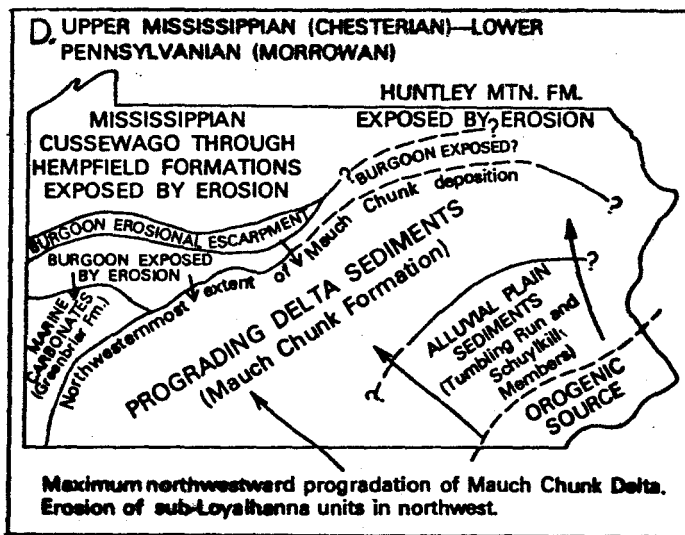 D. UPPER MISSISSIPPIAN (CHESTERIAN)—LOWER
PENNSYLVANIAN (MORROWAN)
HUNTLEY MTN. FM.
EXPOSED BY EROSION
MISSISSIPPIAN
CUSSEWAGO THROUGH
HEMPFIELD FORMATIONS
EXPOSED BY EROSION
?
?
BURGOON EXPOSED?
?
BURGOON EROSIONAL ESCARPMENT
BURGOON EXPOSED
BY EROSION
Northwesternmost extent of Mauch Chunk deposition
MARINE
CARBONATES
(Greenbrier Fm.)
PROGRADING DELTA SEDIMENTS
(Mauch Chunk Formation)
?
?
ALLUVIAL PLAIN
SEDIMENTS
(Tumbling Run and
Schuylkill
Members)
OROGENIC
SOURCE
Maximum northwestward progradation of Mauch Chunk Delta.
Erosion of sub-Loyalhanna units in northwest.